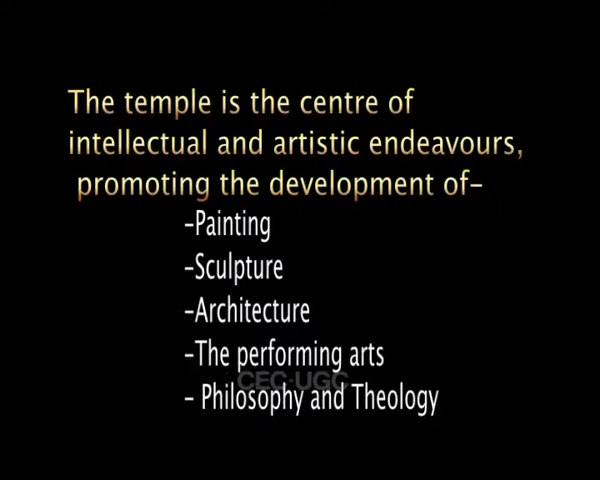 The temple is the centre of
intellectual and artistic endeavours,
promoting the development of-
-Painting
-Sculpture
-Architecture
-The performing arts
CEC-UGC
- Philosophy and Theology